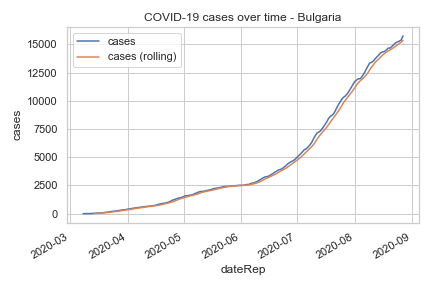 COVID-19 cases over time - Bulgaria
cases
cases (rolling)
15000
12500
10000
7500
5000
2500
0
cases
2020-03
2020-04
2020-05
2020-06
2020-07
2020-08
2020-09
dateRep